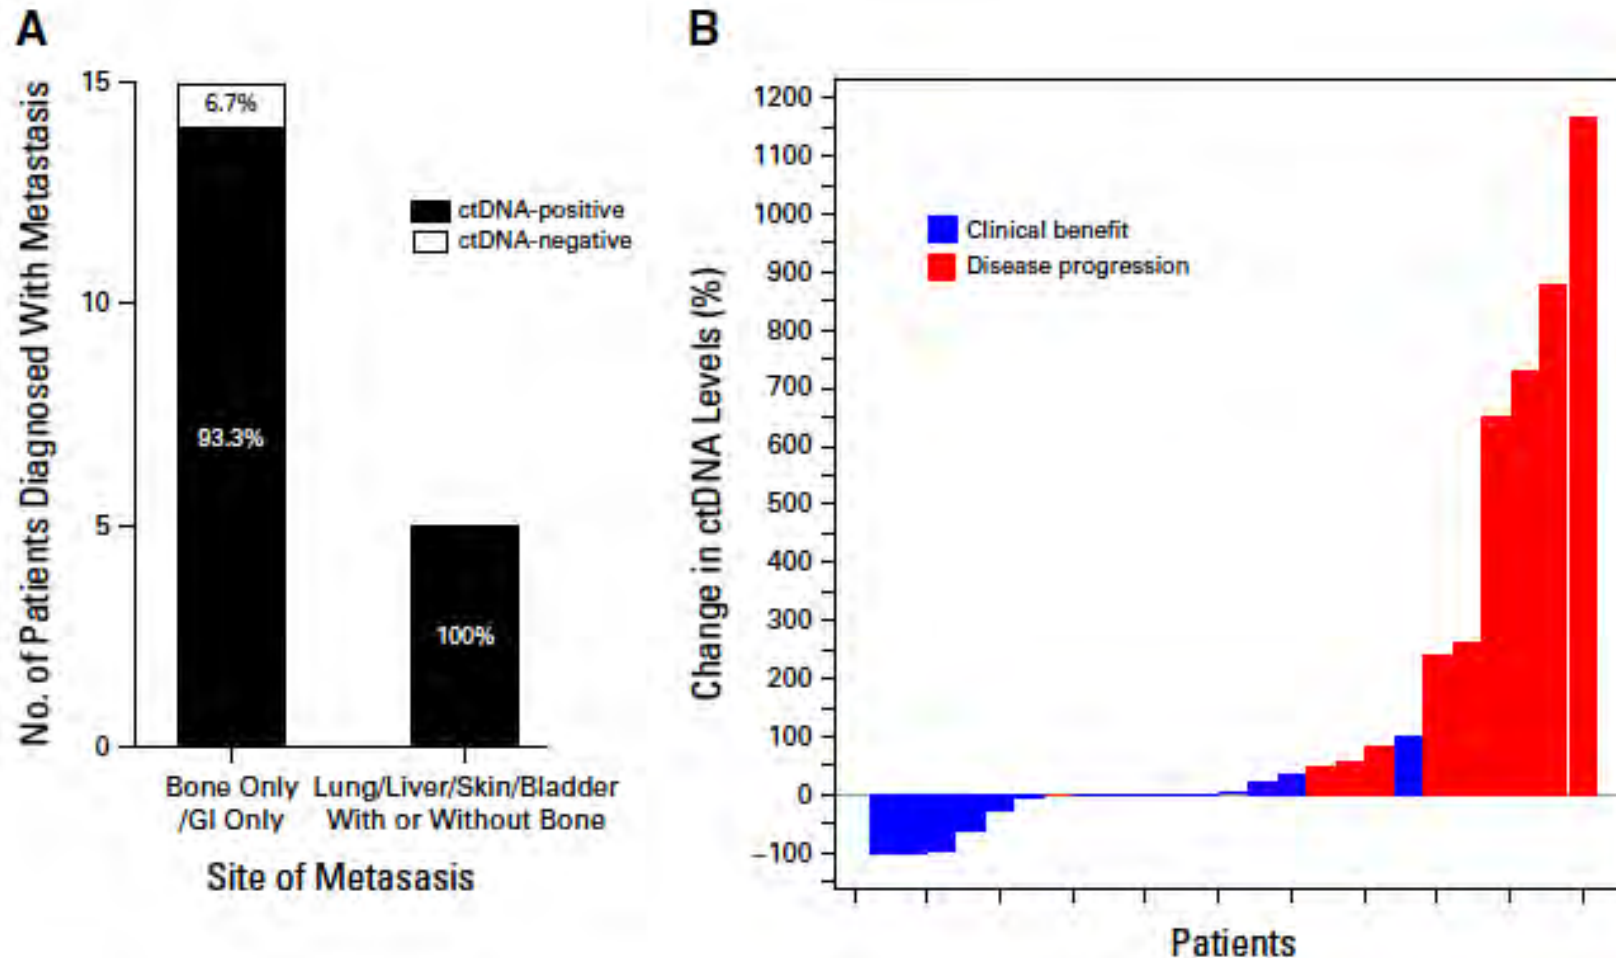 A
No. of Patients Diagnosed With Metastasis
15
10
5
0
6.7%
93.3%
100%
ctDNA-positive
ctDNA-negative
Bone Only
/GI Only
Lung/Liver/Skin/Bladder
With or Without Bone
Site of Metasasis
B
Change in ctDNA Levels (%)
1200
1100
1000
900
800
700
600
500
400
300
200
100
0
−100
Clinical benefit
Disease progression
Patients